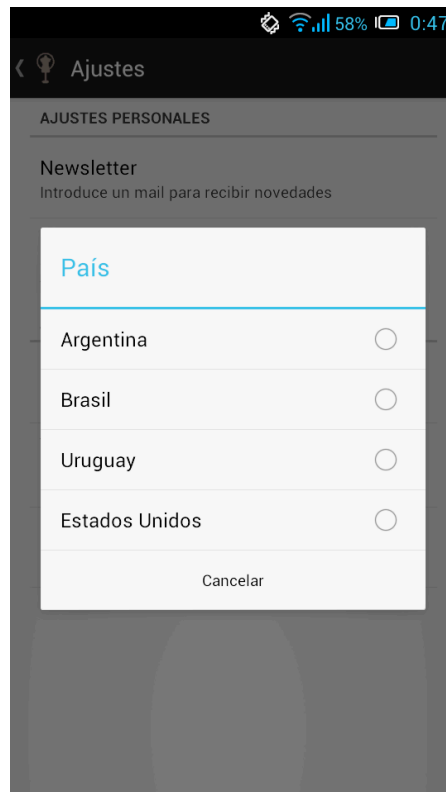 58% 0:47
Ajustes
AJUSTES PERSONALES
Newsletter
Introduce un mail para recibir novedades
País
Argentina
Brasil
Uruguay
Estados Unidos
Cancelar